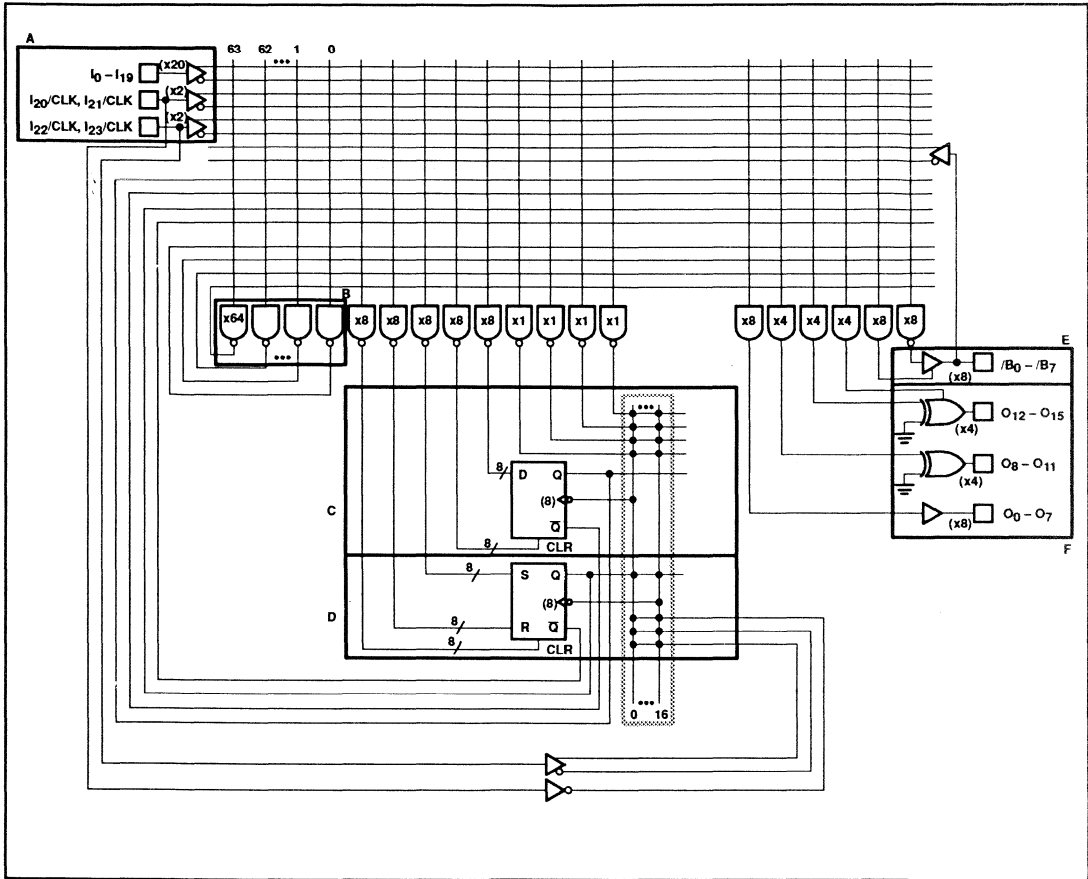 A
63 62 ••• 1 0
I0 – I19 (x20)
I20/CLK, I21/CLK (x2)
I22/CLK, I23/CLK (x2)
B
x64
•••
x8 x8 x8 x8 x8 x1 x1 x1 x1
x8 x4 x4 x4 x8 x8
E
/B0 – /B7
(x8)
O12 – O15
(x4)
O8 – O11
(x4)
O0 – O7
(x8)
F
•••
C
8
D Q
(8)
Q
8
CLR
D
8
S Q
(8)
8
R Q
8
CLR
•••
0 16